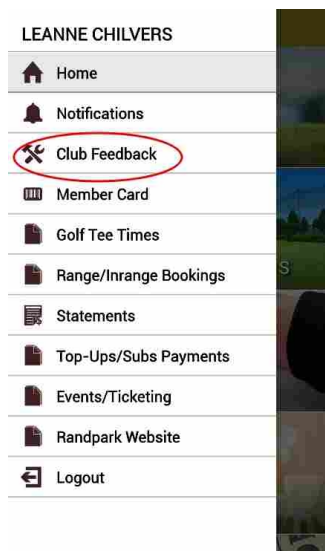 LEANNE CHILVERS
Home
Notifications
Club Feedback
Member Card
Golf Tee Times
Range/Inrange Bookings
Statements
Top-Ups/Subs Payments
Events/Ticketing
Randpark Website
Logout
S